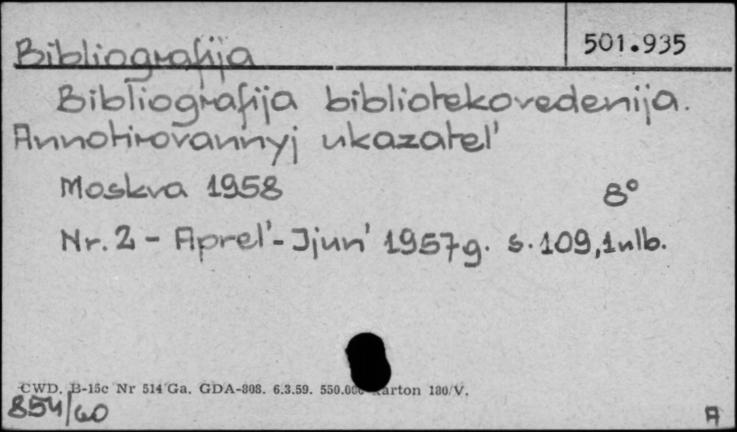 501.935
Bibliografija
Bibliografija bibliotekovedenija.
Annotirovannyj ukazatel'
Moskva 1958 8°
Nr. 2 - Aprel'-Ijun' 1957g. s. 109, 1 nlb.
CWD. B-15c Nr 514 Ga. GDA-808. 6.3.59. 550.000 Karton 180/V.
854/60
A